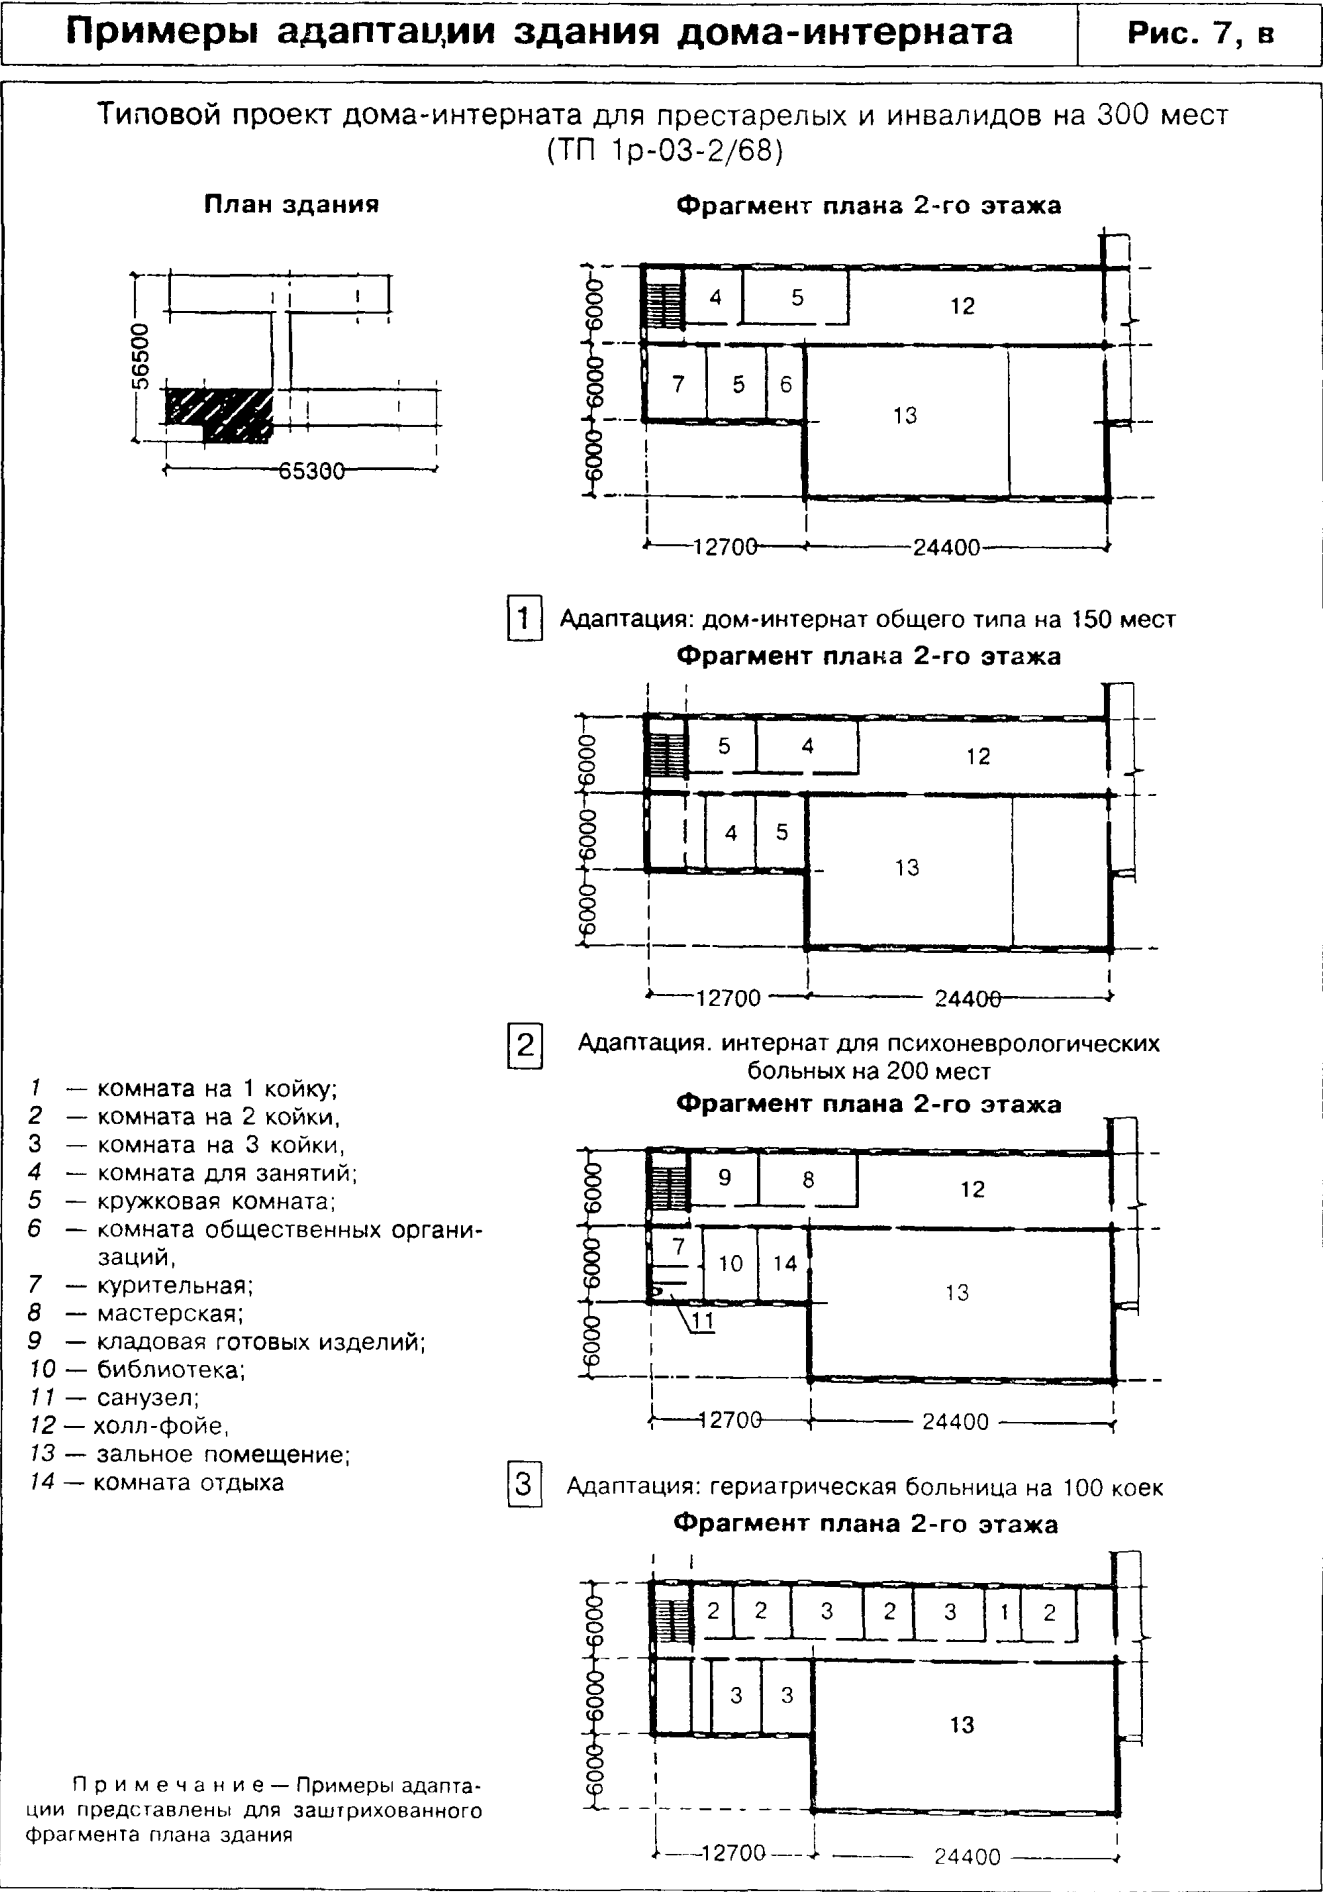 Примеры адаптации здания дома-интерната
Рис. 7, в
Типовой проект дома-интерната для престарелых и инвалидов на 300 мест
(ТП 1р-03-2/68)
План здания
56500
65300
Фрагмент плана 2-го этажа
6000
6000
6000
4
5
12
7
5
6
13
12700
24400
1
Адаптация: дом-интернат общего типа на 150 мест
Фрагмент плана 2-го этажа
6000
6000
6000
5
4
12
4
5
13
12700
24400
2
Адаптация. интернат для психоневрологических
больных на 200 мест
Фрагмент плана 2-го этажа
6000
6000
6000
9
8
12
7
10
14
13
11
12700
24400
3
Адаптация: гериатрическая больница на 100 коек
Фрагмент плана 2-го этажа
6000
6000
6000
2
2
3
2
3
1
2
3
3
13
12700
24400
1 — комната на 1 койку;
2 — комната на 2 койки,
3 — комната на 3 койки,
4 — комната для занятий;
5 — кружковая комната;
6 — комната общественных органи-
заций,
7 — курительная;
8 — мастерская;
9 — кладовая готовых изделий;
10 — библиотека;
11 — санузел;
12 — холл-фойе,
13 — зальное помещение;
14 — комната отдыха
Примечание — Примеры адапта-
ции представлены для заштрихованного
фрагмента плана здания